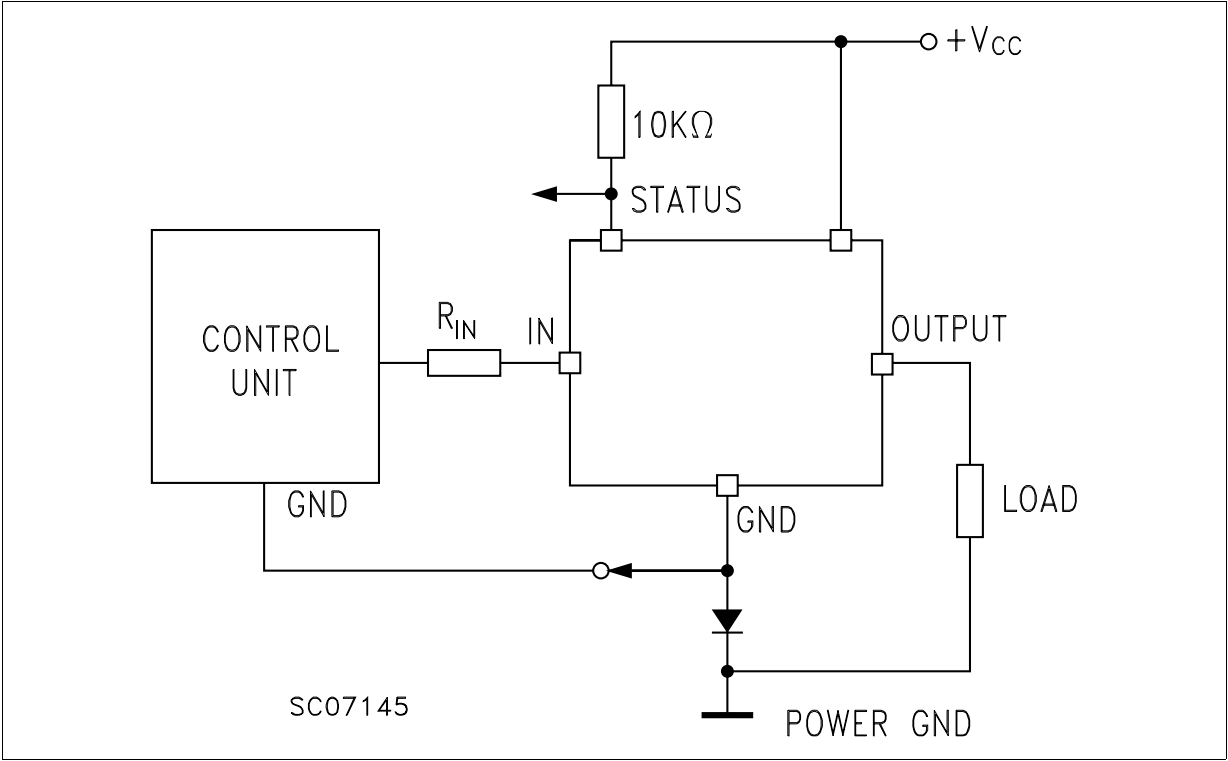 +VCC
10KΩ
STATUS
RIN
IN
OUTPUT
CONTROL
UNIT
GND
LOAD
GND
SC07145
POWER GND